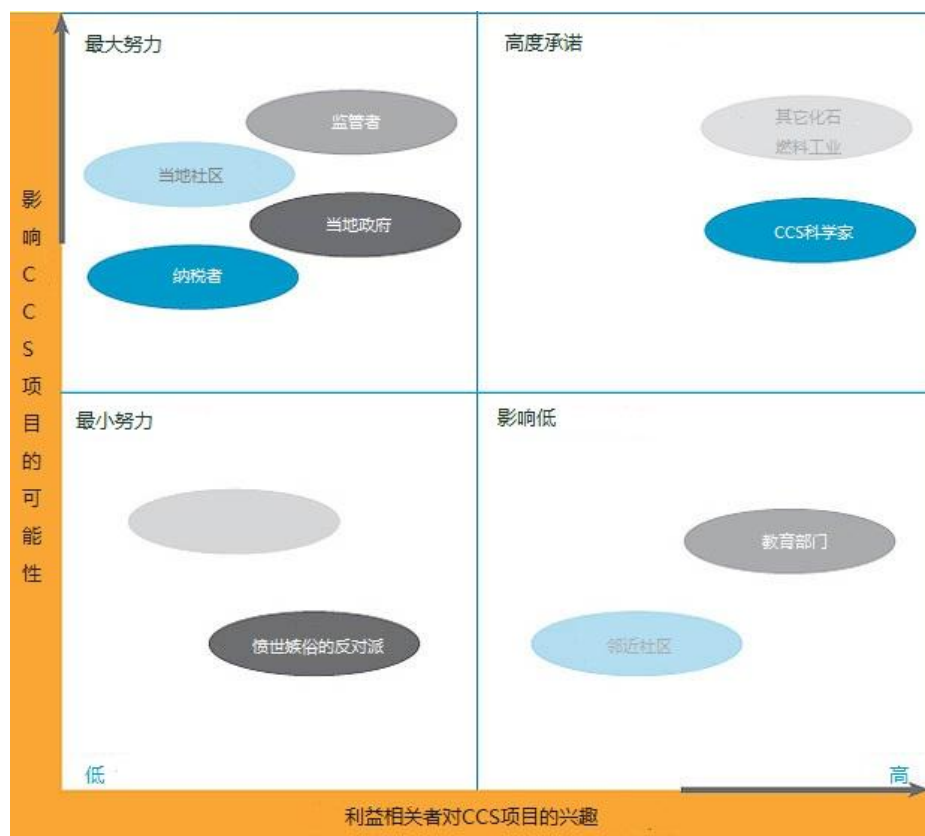 最大努力
高度承诺
监管者
其它化石
燃料工业
当地社区
当地政府
CCS科学家
纳税者
影响CCS项目的可能性
最小努力
影响低
教育部门
愤世嫉俗的反对派
邻近社区
低
高
利益相关者对CCS项目的兴趣